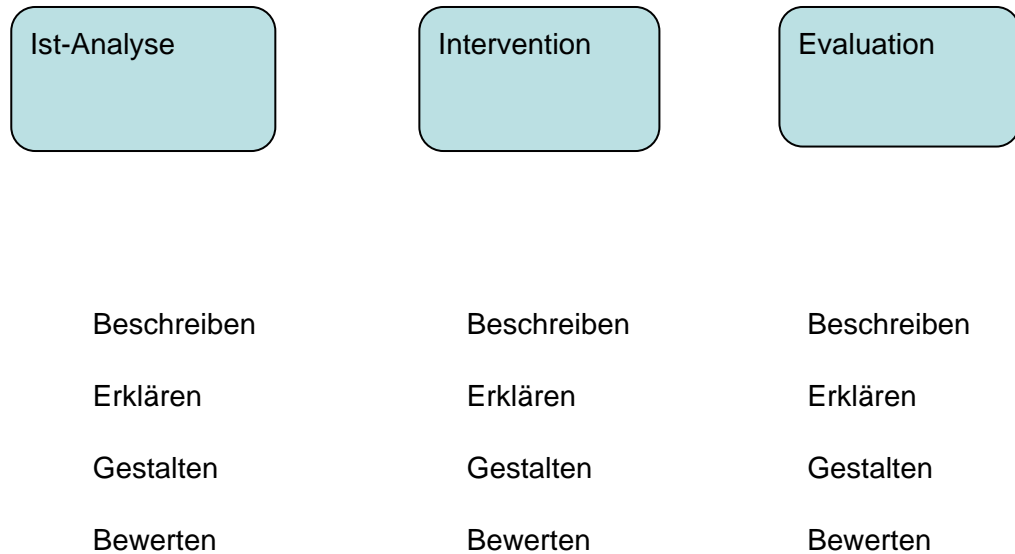 Ist-Analyse
Intervention
Evaluation
Beschreiben
Beschreiben
Beschreiben
Erklären
Erklären
Erklären
Gestalten
Gestalten
Gestalten
Bewerten
Bewerten
Bewerten